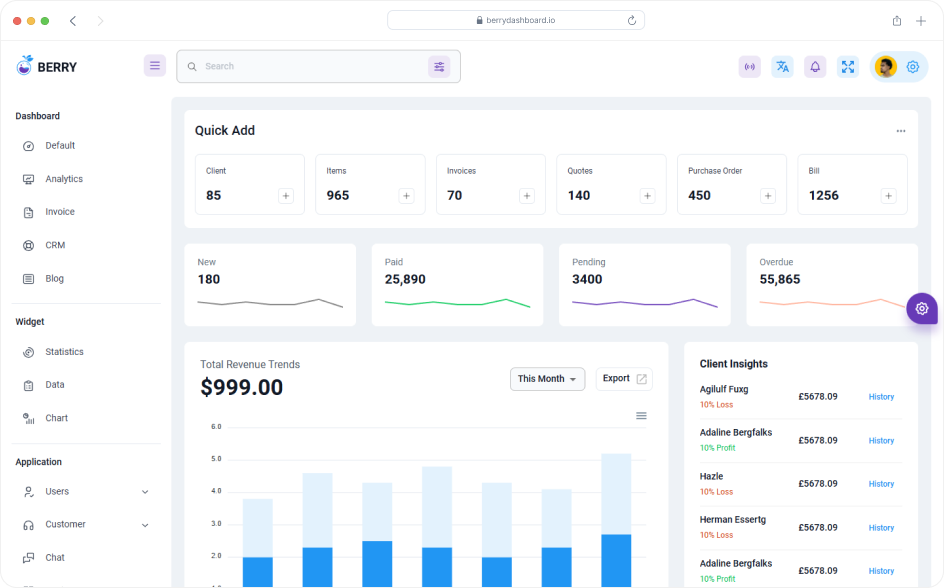 berrydashboard.io
BERRY
Search
Dashboard
Default
Analytics
Invoice
CRM
Blog
Widget
Statistics
Data
Chart
Application
Users
Customer
Chat
Quick Add
Client
85
Items
965
Invoices
70
Quotes
140
Purchase Order
450
Bill
1256
New
180
Paid
25,890
Pending
3400
Overdue
55,865
Total Revenue Trends
$999.00
This Month
Export
6.0
5.0
4.0
3.0
2.0
Client Insights
Agilulf Fuxg
10% Loss
£5678.09
History
Adaline Bergfalks
10% Profit
£5678.09
History
Hazle
10% Loss
£5678.09
History
Herman Essertg
10% Loss
£5678.09
History
Adaline Bergfalks
10% Profit
£5678.09
History